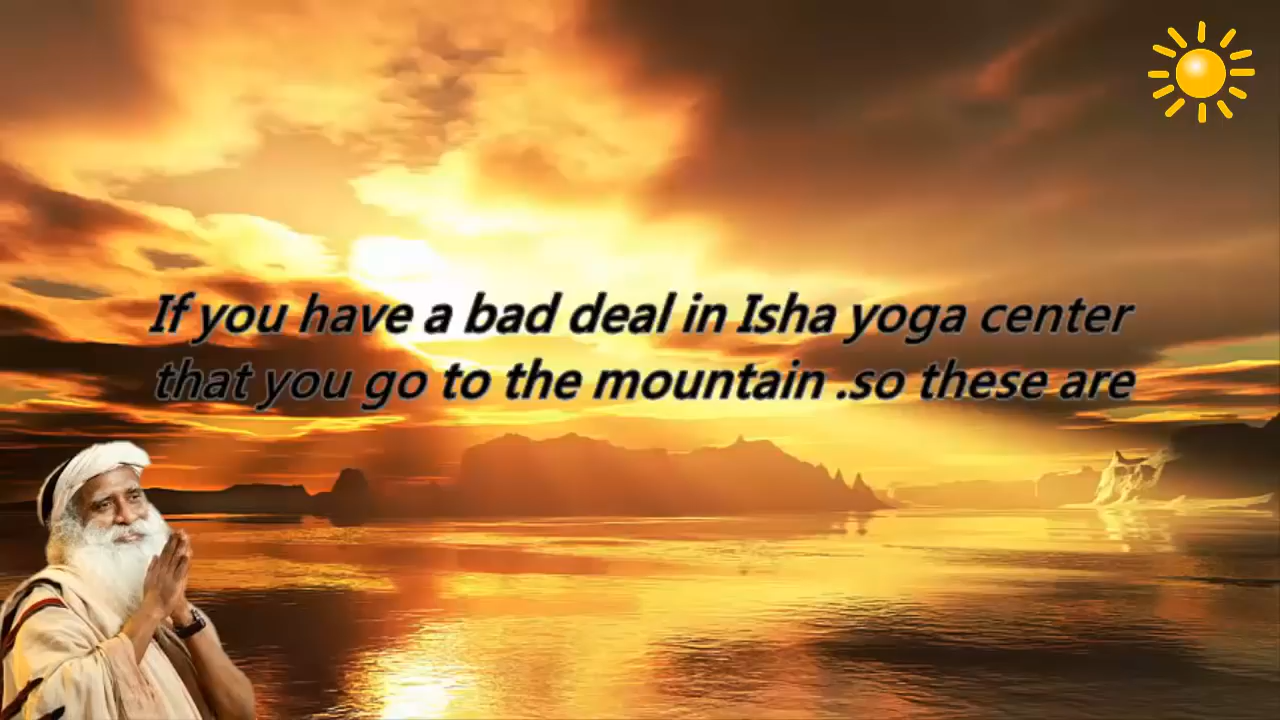 If you have a bad deal in Isha yoga center
that you go to the mountain .so these are